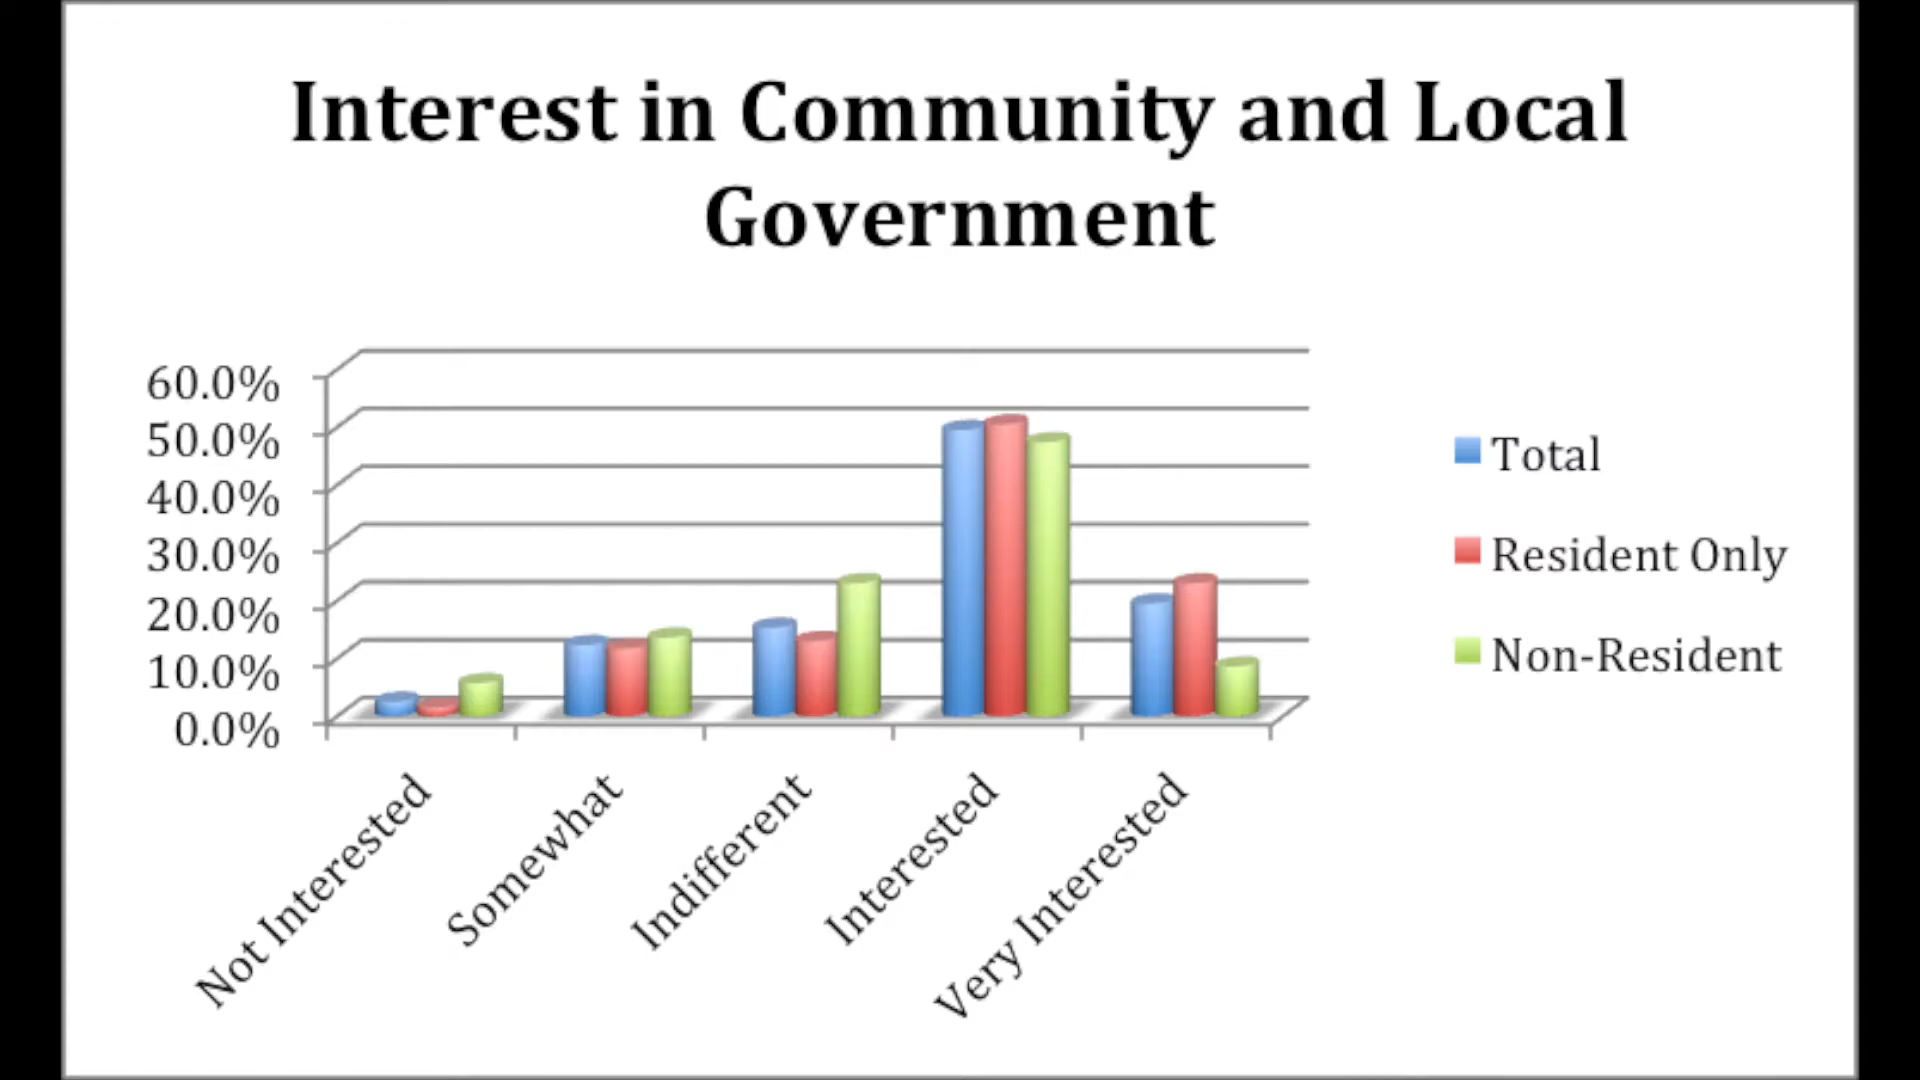 Interest in Community and Local
Government
60.0%
50.0%
40.0%
30.0%
20.0%
10.0%
0.0%
Not Interested
Somewhat
Indifferent
Interested
Very Interested
Total
Resident Only
Non-Resident